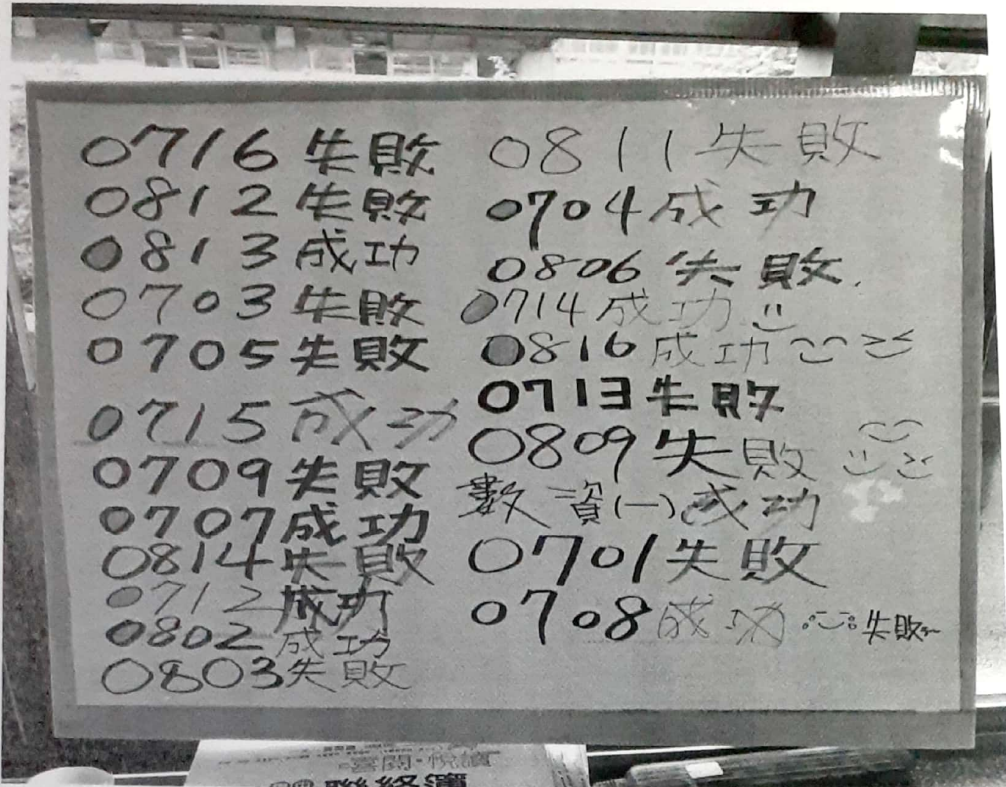 0716 失敗
0812 失敗
0813 成功
0703 失敗
0705 失敗
0715 成功
0709 失敗
0707 成功
0814 失敗
0712 成功
0802 成功
0803 失敗
0811 失敗
0704 成功
0806 失敗
0714 成功
0816 成功
0713 失敗
0809 失敗
數資(一) 成功
0701 失敗
0708 成功 失敗
聯絡簿